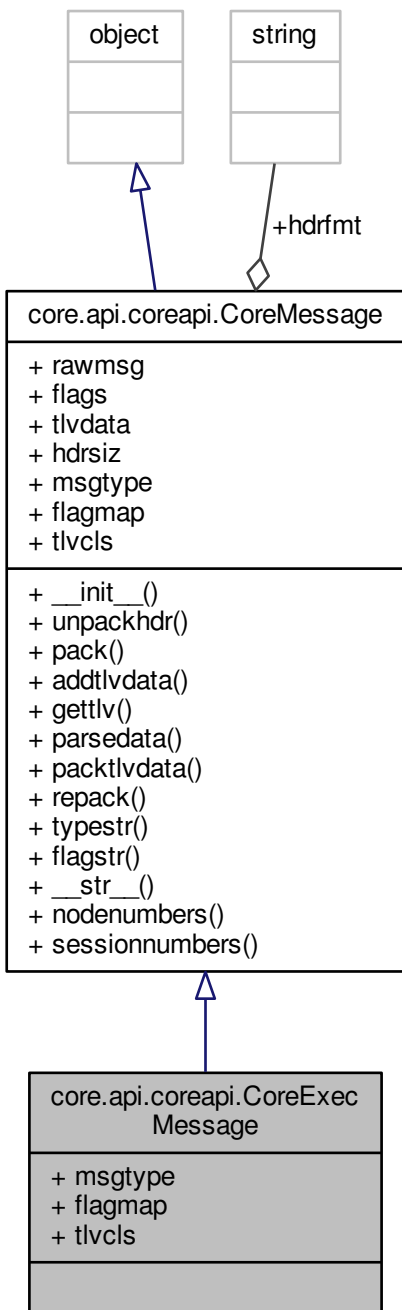 object
string
+hdrfmt
core.api.coreapi.CoreMessage
+ rawmsg
+ flags
+ tlvdata
+ hdrsiz
+ msgtype
+ flagmap
+ tlvcls
+ __init__()
+ unpackhdr()
+ pack()
+ addtlvdata()
+ gettlv()
+ parsedata()
+ packtlvdata()
+ repack()
+ typestr()
+ flagstr()
+ __str__()
+ nodenumbers()
+ sessionnumbers()
core.api.coreapi.CoreExec
Message
+ msgtype
+ flagmap
+ tlvcls